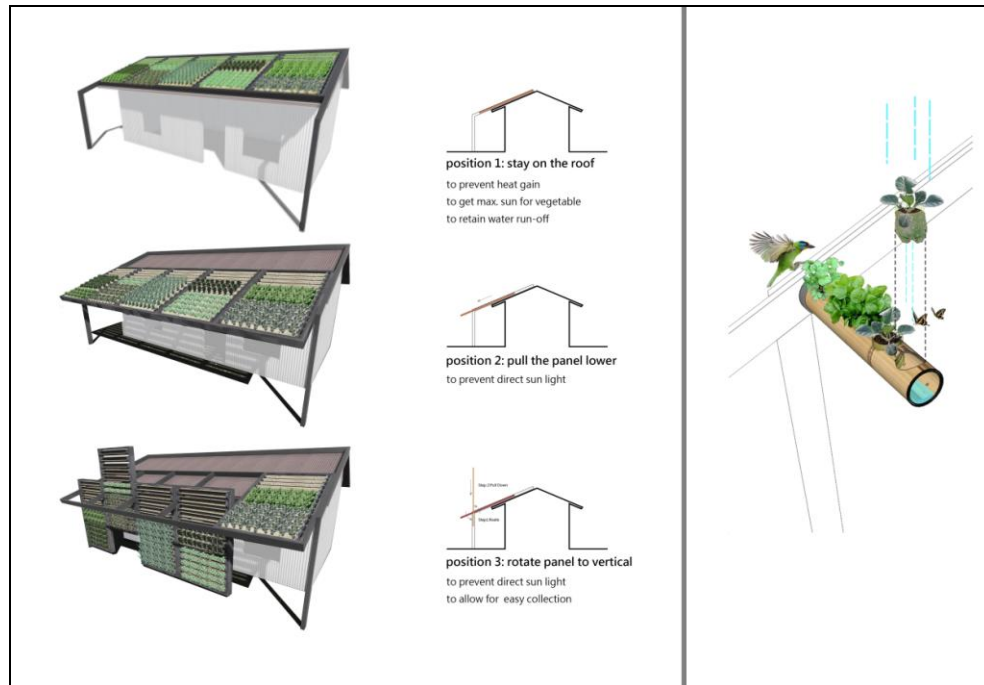 position 1: stay on the roof
to prevent heat gain
to get max. sun for vegetable
to retain water run-off
position 2: pull the panel lower
to prevent direct sun light
position 3: rotate panel to vertical
to prevent direct sun light
to allow for easy collection